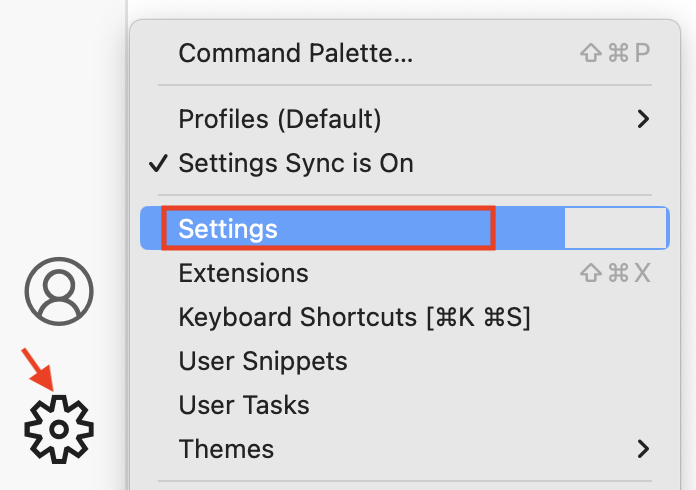 Command Palette... ⇧⌘P
Profiles (Default)
✓ Settings Sync is On
Settings
Extensions ⇧⌘X
Keyboard Shortcuts [⌘K ⌘S]
User Snippets
User Tasks
Themes